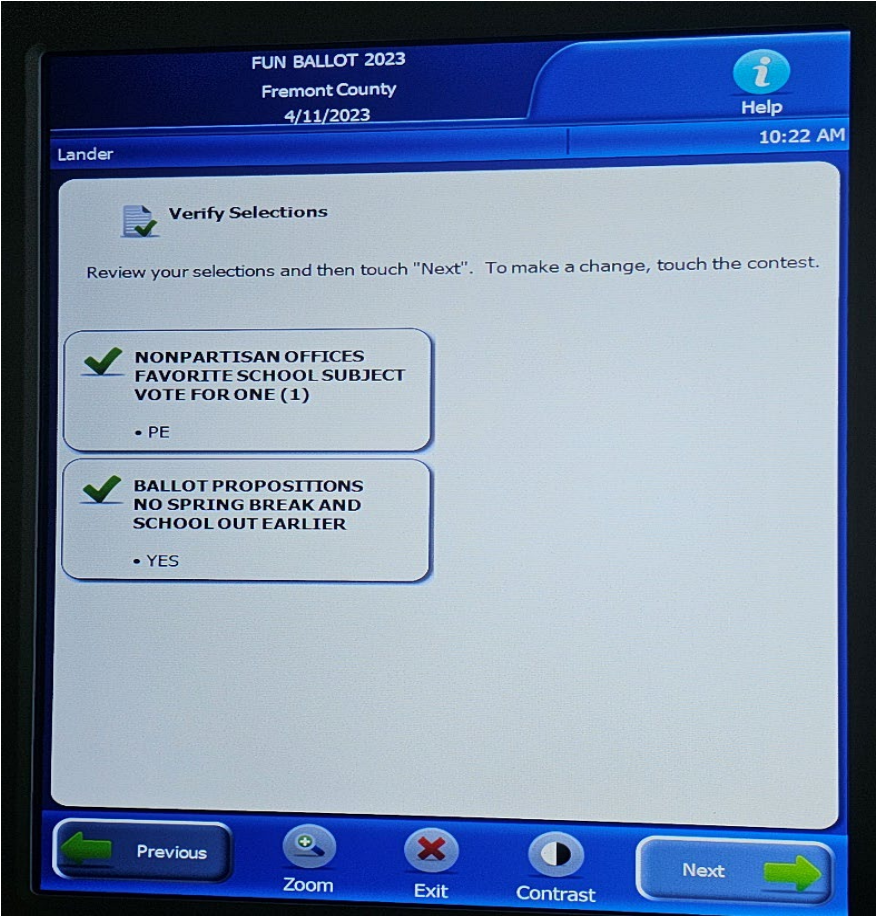 FUN BALLOT 2023
Fremont County
4/11/2023
Help
10:22 AM
Lander
Verify Selections
Review your selections and then touch "Next". To make a change, touch the contest.
NONPARTISAN OFFICES
FAVORITE SCHOOL SUBJECT
VOTE FOR ONE (1)
• PE
BALLOT PROPOSITIONS
NO SPRING BREAK AND
SCHOOL OUT EARLIER
• YES
Previous
Zoom
Exit
Contrast
Next